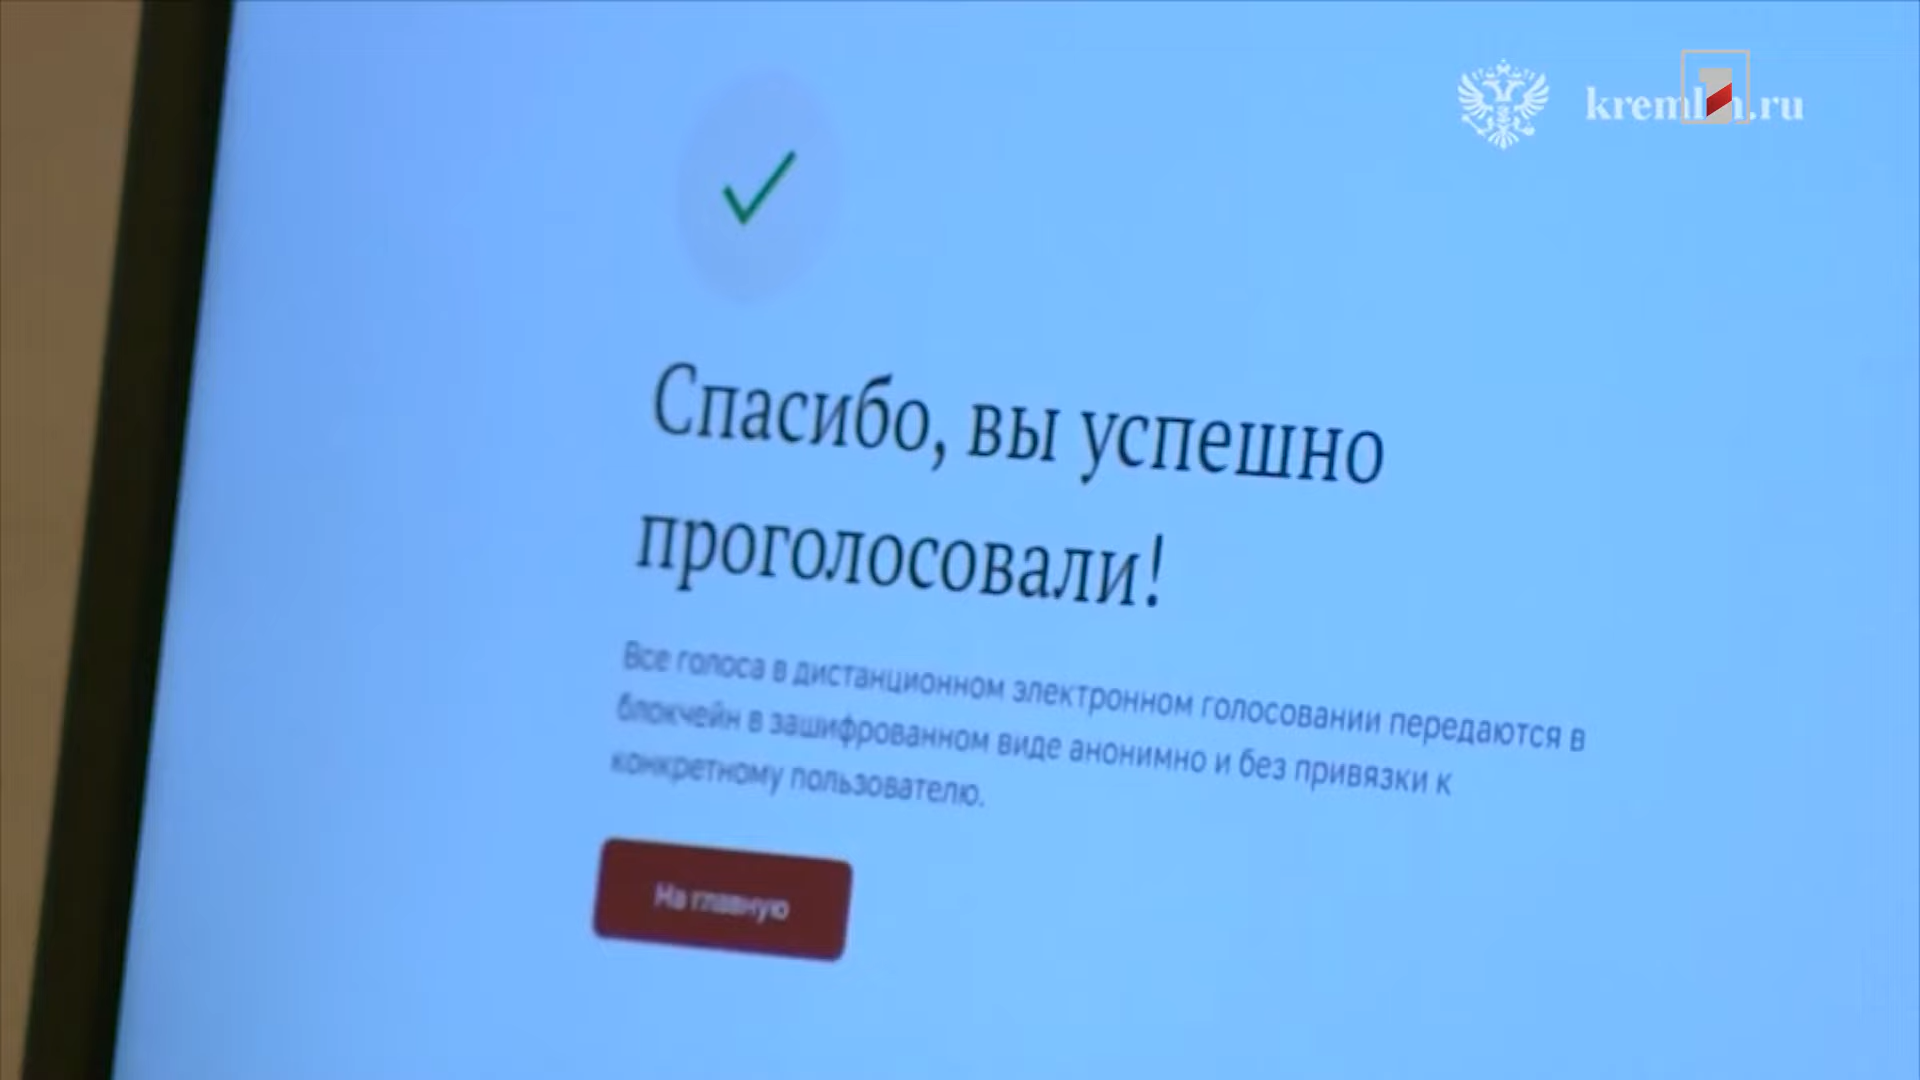 kremlin.ru
Спасибо, вы успешно
проголосовали!
Все голоса в дистанционном электронном голосовании передаются в
блокчейн в зашифрованном виде анонимно и без привязки к
конкретному пользователю.
На главную